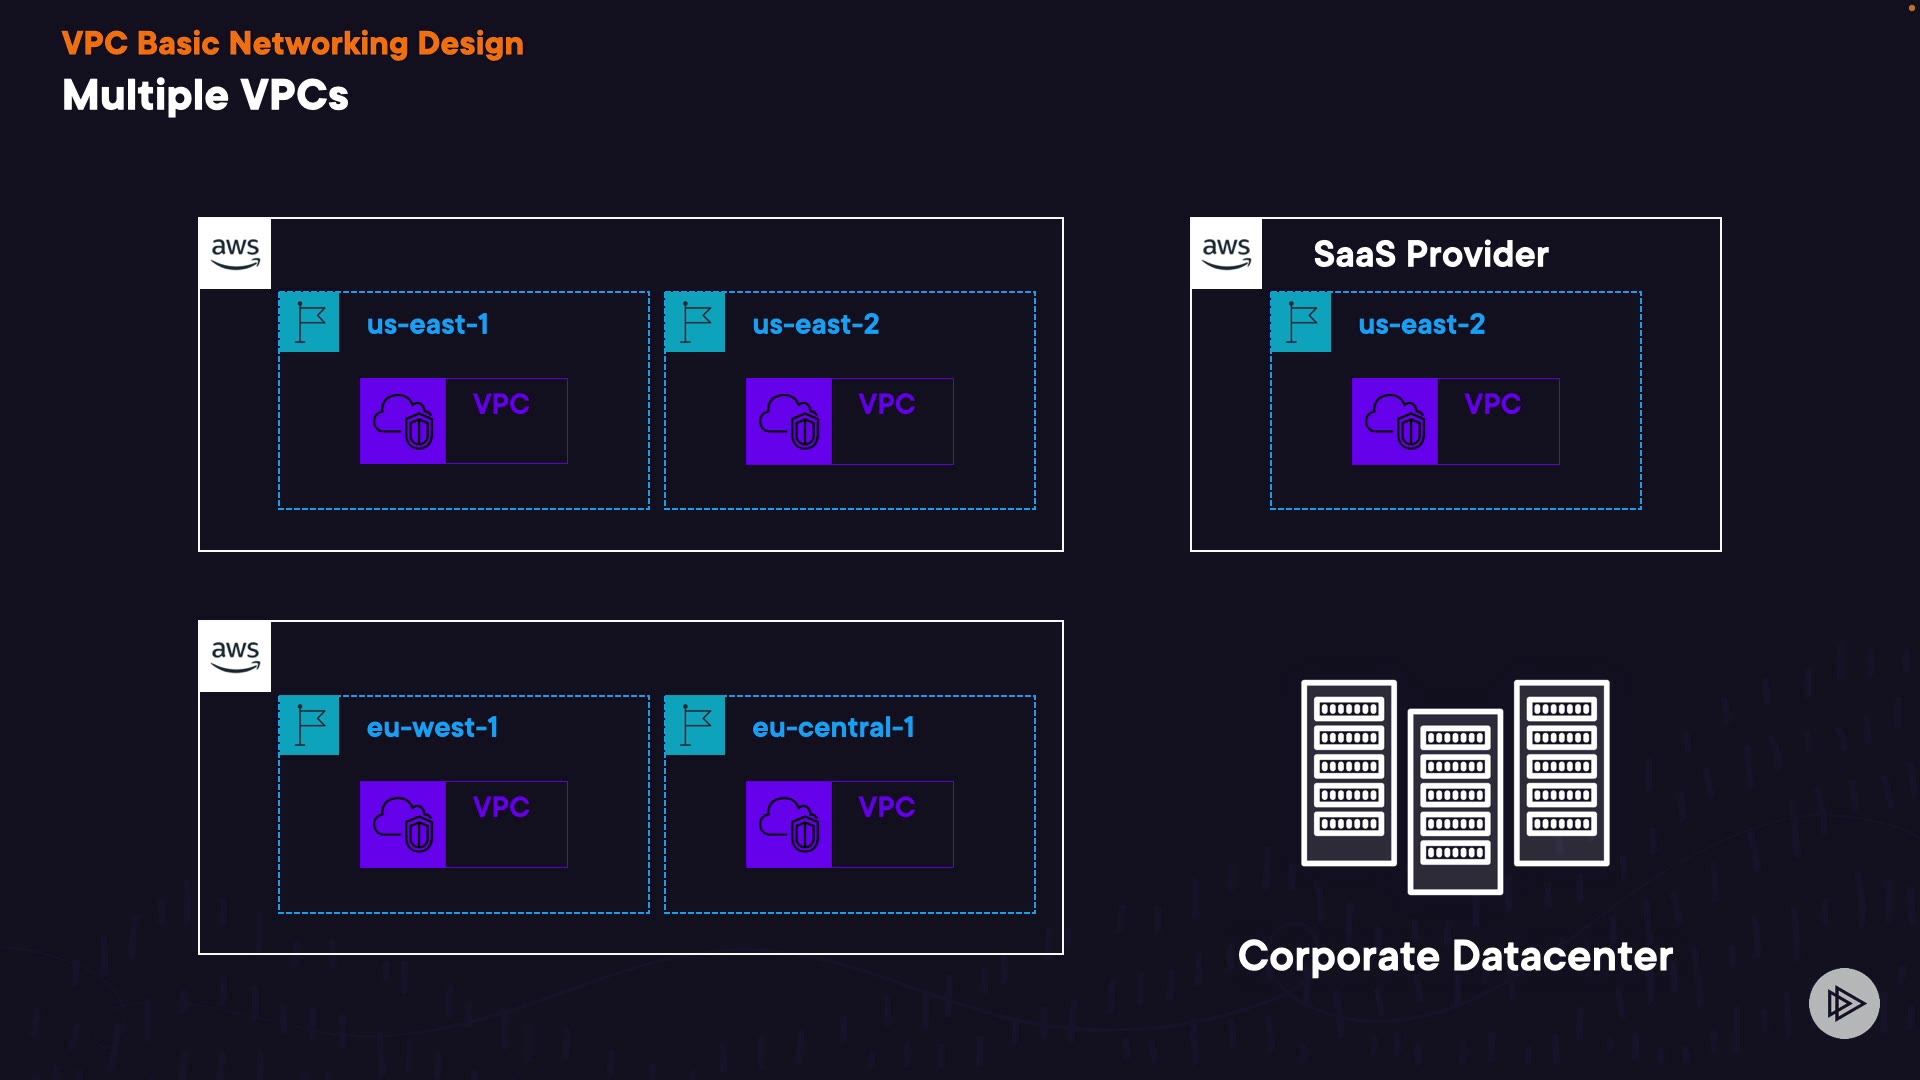 VPC Basic Networking Design
Multiple VPCs
aws
us-east-1
VPC
us-east-2
VPC
aws
SaaS Provider
us-east-2
VPC
aws
eu-west-1
VPC
eu-central-1
VPC
Corporate Datacenter